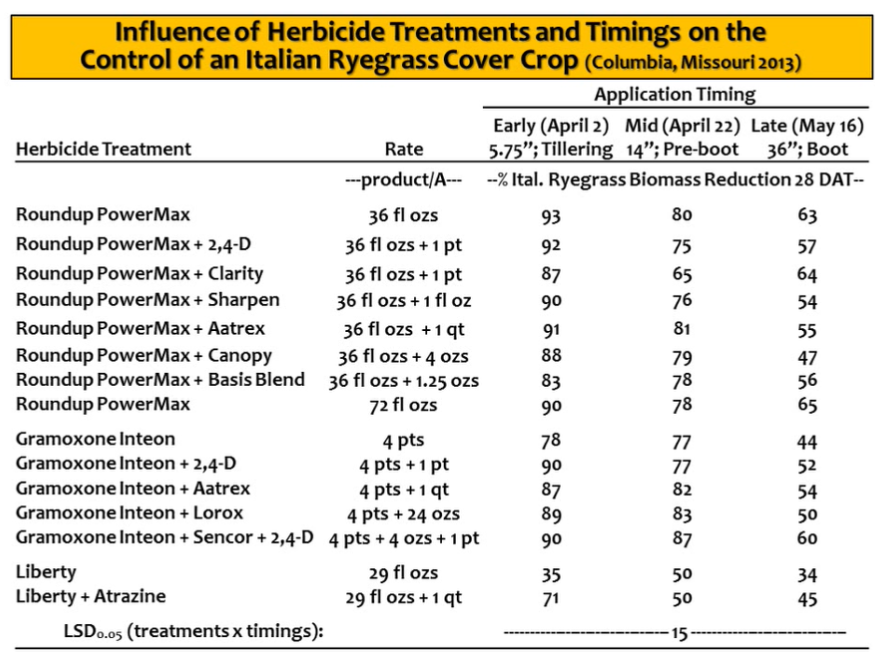 Influence of Herbicide Treatments and Timings on the
Control of an Italian Ryegrass Cover Crop (Columbia, Missouri 2013)
Application Timing
Early (April 2) Mid (April 22) Late (May 16)
Herbicide Treatment Rate 5.75”; Tillering 14”; Pre-boot 36”; Boot
---product/A--- --% Ital. Ryegrass Biomass Reduction 28 DAT--
Roundup PowerMax 36 fl ozs 93 80 63
Roundup PowerMax + 2,4-D 36 fl ozs + 1 pt 92 75 57
Roundup PowerMax + Clarity 36 fl ozs + 1 pt 87 65 64
Roundup PowerMax + Sharpen 36 fl ozs + 1 fl oz 90 76 54
Roundup PowerMax + Aatrex 36 fl ozs + 1 qt 91 81 55
Roundup PowerMax + Canopy 36 fl ozs + 4 ozs 88 79 47
Roundup PowerMax + Basis Blend 36 fl ozs + 1.25 ozs 83 78 56
Roundup PowerMax 72 fl ozs 90 78 65
Gramoxone Inteon 4 pts 78 77 44
Gramoxone Inteon + 2,4-D 4 pts + 1 pt 90 77 52
Gramoxone Inteon + Aatrex 4 pts + 1 qt 87 82 54
Gramoxone Inteon + Lorox 4 pts + 24 ozs 89 83 50
Gramoxone Inteon + Sencor + 2,4-D 4 pts + 4 ozs + 1 pt 90 87 60
Liberty 29 fl ozs 35 50 34
Liberty + Atrazine 29 fl ozs + 1 qt 71 50 45
LSD0.05 (treatments x timings): ------------------------------15------------------------------